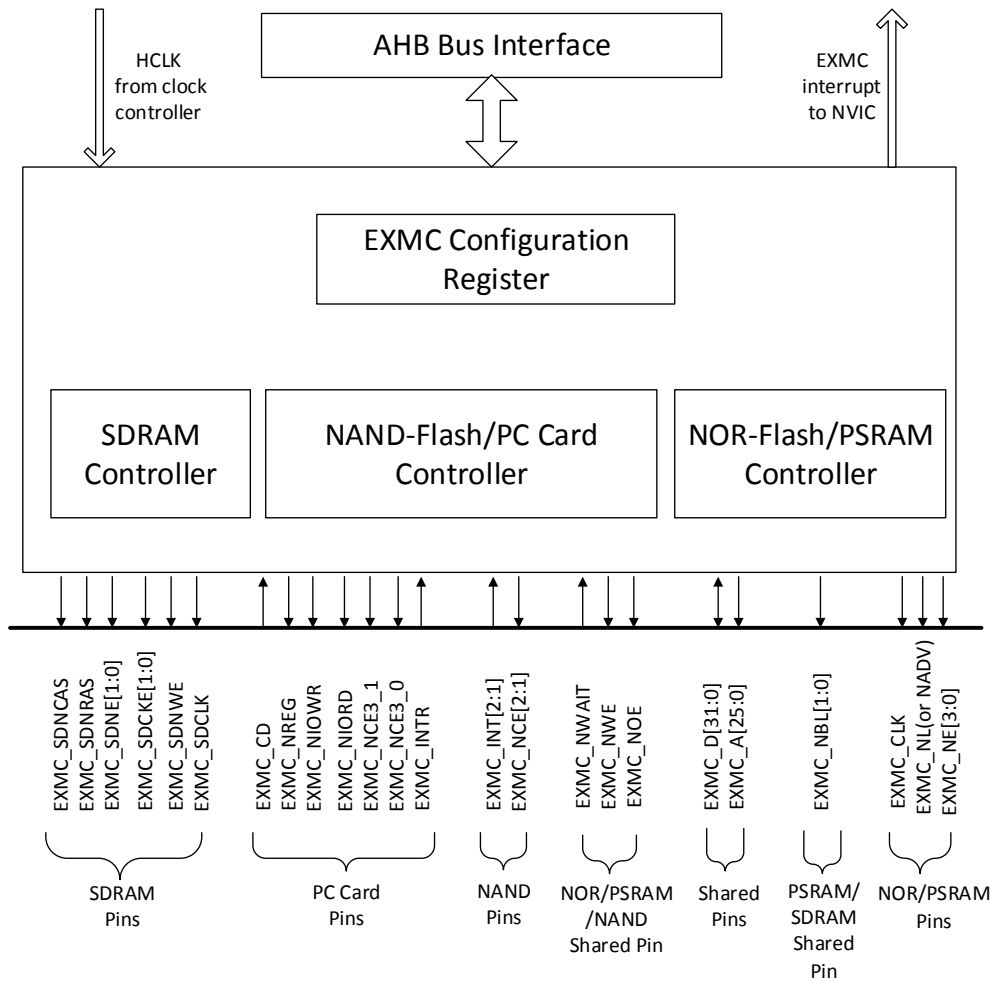 HCLK
from clock
controller
AHB Bus Interface
EXMC
interrupt
to NVIC
EXMC Configuration
Register
SDRAM
Controller
NAND-Flash/PC Card
Controller
NOR-Flash/PSRAM
Controller
EXMC_SDNCAS
EXMC_SDNRAS
EXMC_SDNE[1:0]
EXMC_SDCKE[1:0]
EXMC_SDNWE
EXMC_SDCLK
EXMC_CD
EXMC_NREG
EXMC_NIOWR
EXMC_NIORD
EXMC_NCE3_1
EXMC_NCE3_0
EXMC_INTR
EXMC_INT[2:1]
EXMC_NCE[2:1]
EXMC_NWAIT
EXMC_NWE
EXMC_NOE
EXMC_D[31:0]
EXMC_A[25:0]
EXMC_NBL[1:0]
EXMC_CLK
EXMC_NL(or NADV)
EXMC_NE[3:0]
SDRAM
Pins
PC Card
Pins
NAND
Pins
NOR/PSRAM
/NAND
Shared Pin
Shared
Pins
PSRAM/
SDRAM
Shared
Pin
NOR/PSRAM
Pins